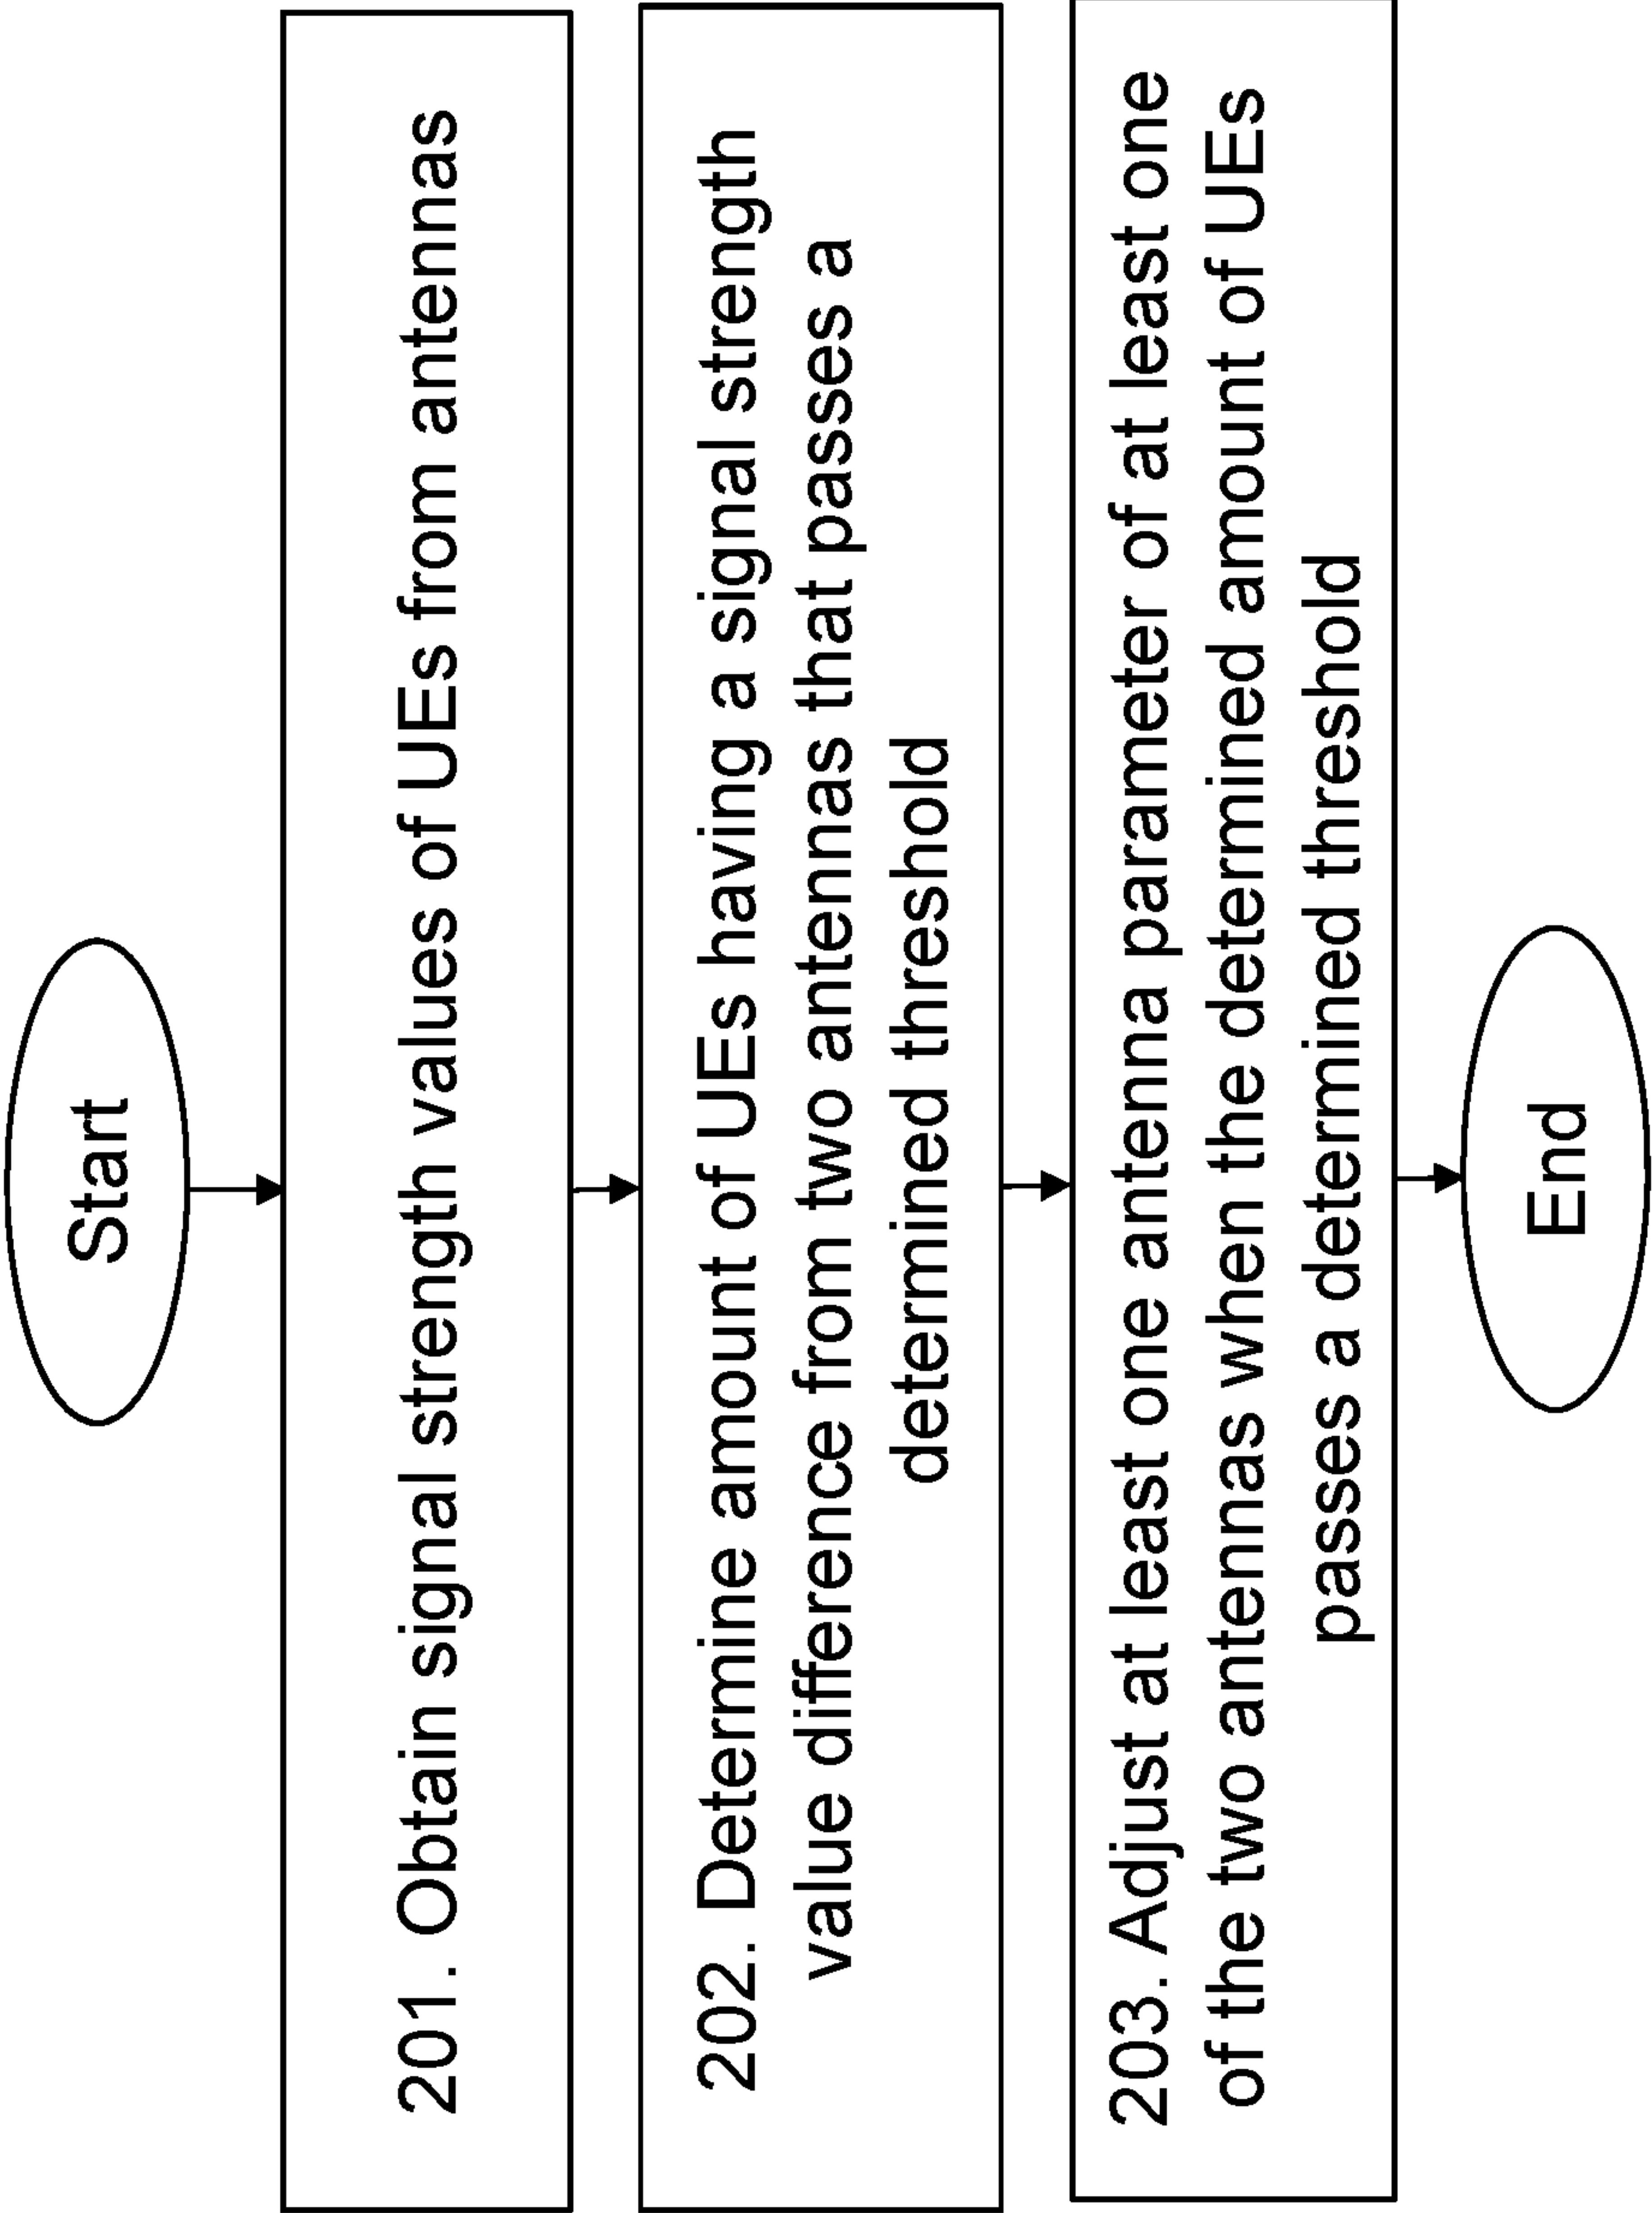 Start
201. Obtain signal strength values of UEs from antennas
202. Determine amount of UEs having a signal strength
value difference from two antennas that passes a
determined threshold
203. Adjust at least one antenna parameter of at least one
of the two antennas when the determined amount of UEs
passes a determined threshold
End